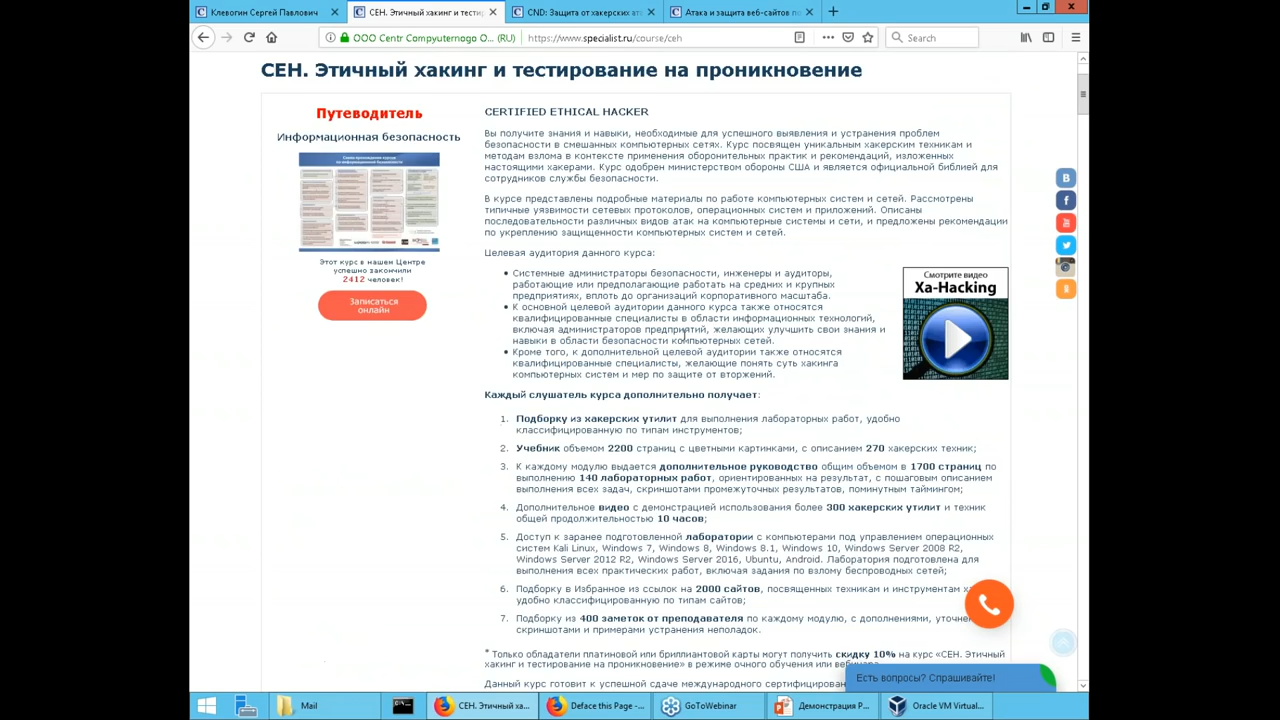 Клевогин Сергей Павлович
CEH. Этичный хакинг и тести
CND: Защита от хакерских ата
Атака и защита веб-сайтов по
ООО Centr Compyuternogo O... (RU)
https://www.specialist.ru/course/ceh
Search
CEH. Этичный хакинг и тестирование на проникновение
Путеводитель
Информационная безопасность
Этот курс в нашем Центре
успешно закончили
2412 человек!
Записаться
онлайн
CERTIFIED ETHICAL HACKER
Вы получите знания и навыки, необходимые для успешного выявления и устранения проблем
безопасности в смешанных компьютерных сетях. Курс посвящен уникальным хакерским техникам и
методам взлома в контексте применения оборонительных практик и рекомендаций, изложенных
настоящими хакерами. Курс одобрен министерством обороны США и является официальной библией для
сотрудников службы безопасности.
В курсе представлены подробные материалы по работе компьютерных систем и сетей. Рассмотрены
типичные уязвимости сетевых протоколов, операционных систем и приложений. Описаны
последовательности различных видов атак на компьютерные системы и сети, и предложены рекомендации
по укреплению защищенности компьютерных систем и сетей.
Целевая аудитория данного курса:
Системные администраторы безопасности, инженеры и аудиторы,
работающие или предполагающие работать на средних и крупных
предприятиях, вплоть до организаций корпоративного масштаба.
К основной целевой аудитории данного курса также относятся
квалифицированные специалисты в области информационных технологий,
включая администраторов предприятий, желающих улучшить свои знания и
навыки в области безопасности компьютерных сетей.
Кроме того, к дополнительной целевой аудитории также относятся
квалифицированные специалисты, желающие понять суть хакинга
компьютерных систем и мер по защите от вторжений.
Смотрите видео
Xa-Hacking
Каждый слушатель курса дополнительно получает:
1. Подборку из хакерских утилит для выполнения лабораторных работ, удобно
классифицированную по типам инструментов;
2. Учебник объемом 2200 страниц с цветными картинками, с описанием 270 хакерских техник;
3. К каждому модулю выдается дополнительное руководство общим объемом в 1700 страниц по
выполнению 140 лабораторных работ, ориентированных на результат, с пошаговым описанием
выполнения всех задач, скриншотами промежуточных результатов, поминутным таймингом;
4. Дополнительное видео с демонстрацией использования более 300 хакерских утилит и техник
общей продолжительностью 10 часов;
5. Доступ к заранее подготовленной лаборатории с компьютерами под управлением операционных
систем Kali Linux, Windows 7, Windows 8, Windows 8.1, Windows 10, Windows Server 2008 R2,
Windows Server 2012 R2, Windows Server 2016, Ubuntu, Android. Лаборатория подготовлена для
выполнения всех практических работ, включая задания по взлому беспроводных сетей;
6. Подборку в Избранное из ссылок на 2000 сайтов, посвященных техникам и инструментам
удобно классифицированную по типам сайтов;
7. Подборку из 400 заметок от преподавателя по каждому модулю, с дополнениями, уточне
скриншотами и примерами устранения неполадок.
* Только обладатели платиновой или бриллиантовой карты могут получить скидку 10% на курс «CEH. Этичный
хакинг и тестирование на проникновение» в режиме очного обучения или вебинара
Данный курс готовит к успешной сдаче международного сертифицирован
Есть вопросы? Спрашивайте!
Mail
CEH. Этичный ха...
Deface this Page -...
GoToWebinar
Демонстрация P...
Oracle VM Virtual...